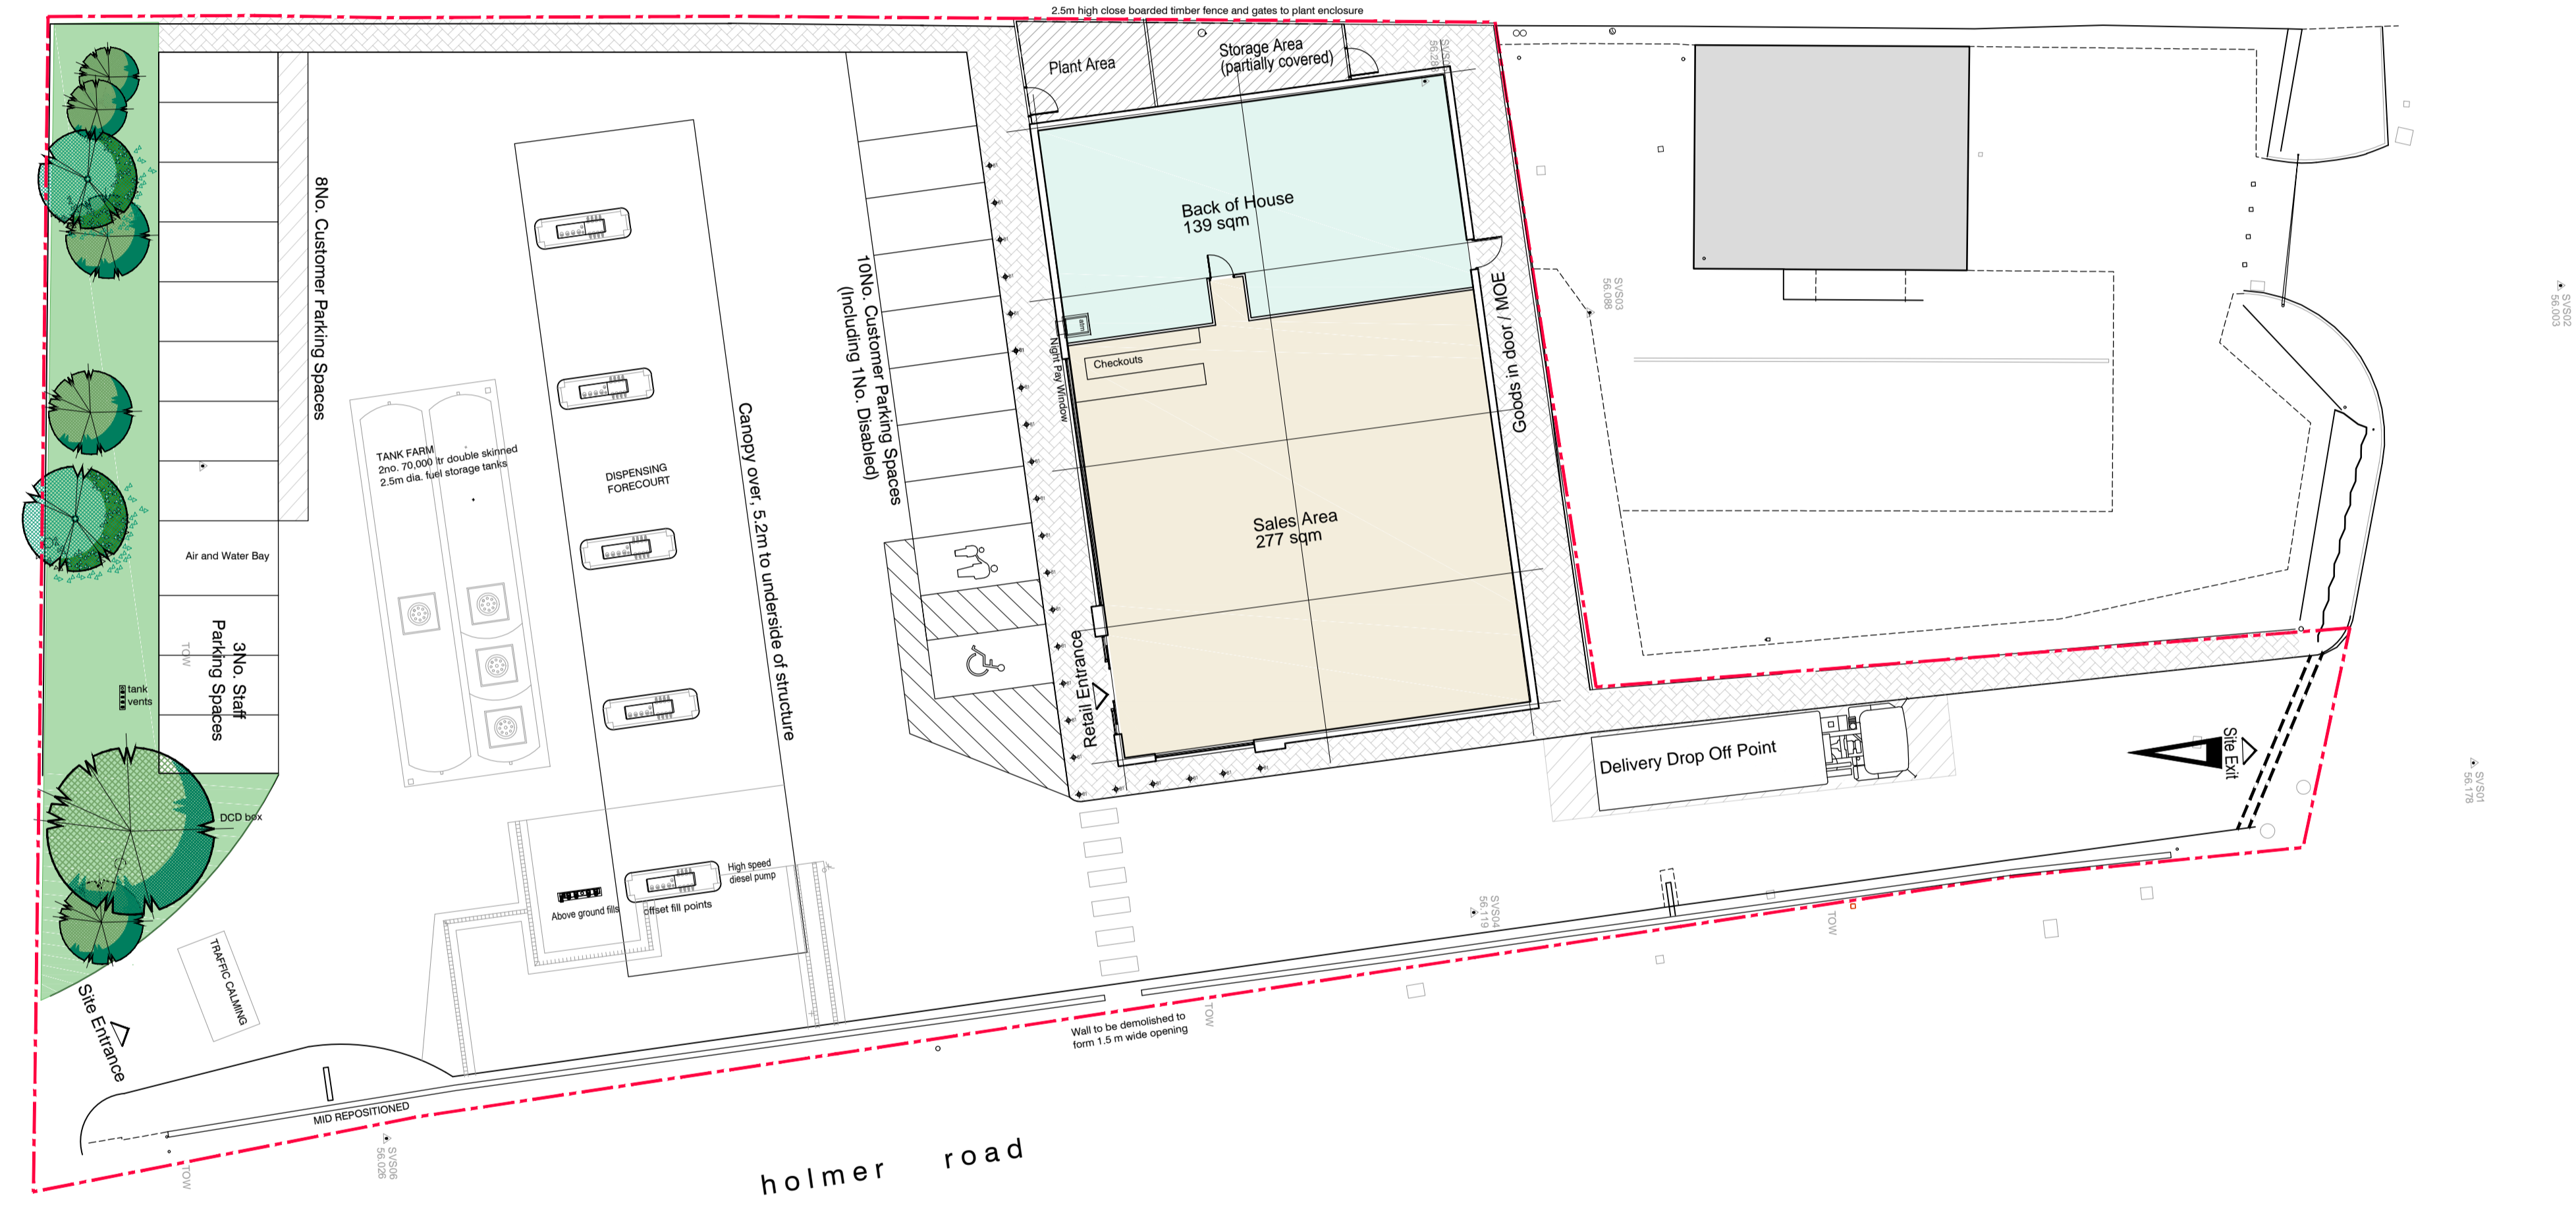 2.5m high close boarded timber fence and gates to plant enclosure
Plant Area
Storage Area
(partially covered)
Back of House
139 sqm
8No. Customer Parking Spaces
10No. Customer Parking Spaces
(Including 1No. Disabled)
atm
Night Pay Window
Checkouts
Goods in door / MOE
SVS03
56.088
SVS02
56.003
TANK FARM
2no. 70,000 ltr double skinned
2.5m dia. fuel storage tanks
DISPENSING
FORECOURT
Canopy over, 5.2m to underside of structure
Sales Area
277 sqm
Air and Water Bay
3No. Staff
Parking Spaces
TOW
tank
vents
Retail Entrance
Delivery Drop Off Point
Site Exit
SVS01
56.178
DCD box
High speed
diesel pump
Above ground fills
offset fill points
SVS04
56.119
TOW
TRAFFIC CALMING
Site Entrance
TOW
Wall to be demolished to
form 1.5 m wide opening
MID REPOSITIONED
SVS06
56.026
TOW
holmer road